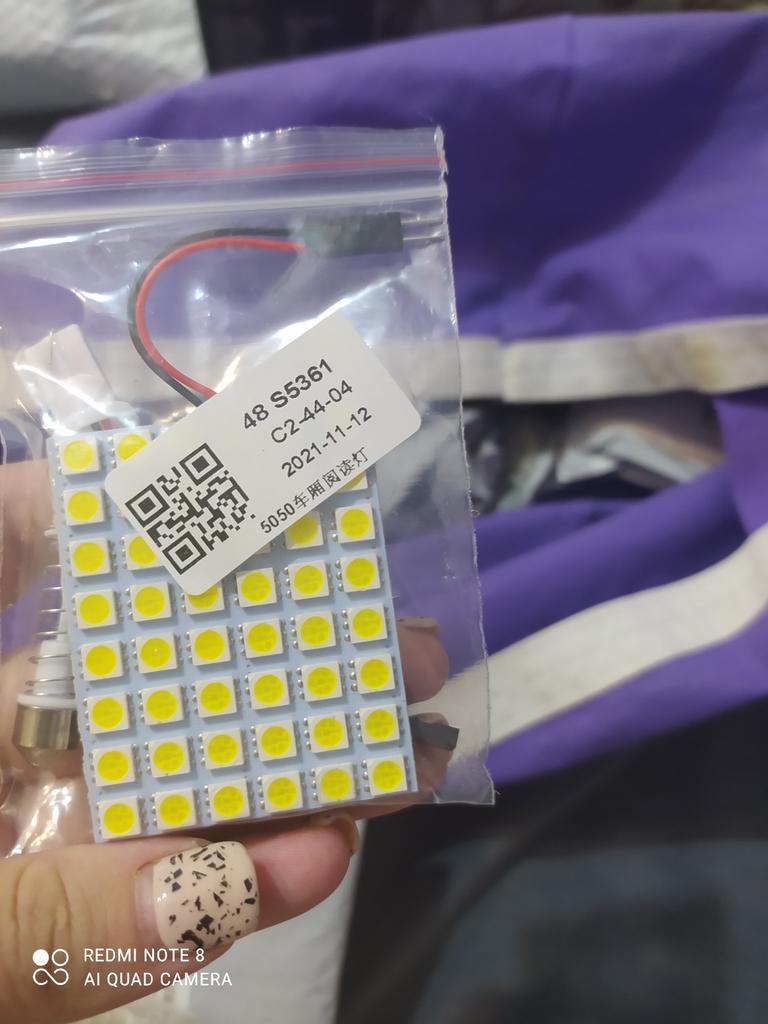 48 S5361
C2-44-04
2021-11-12
5050车厢阅读灯
REDMI NOTE 8
AI QUAD CAMERA